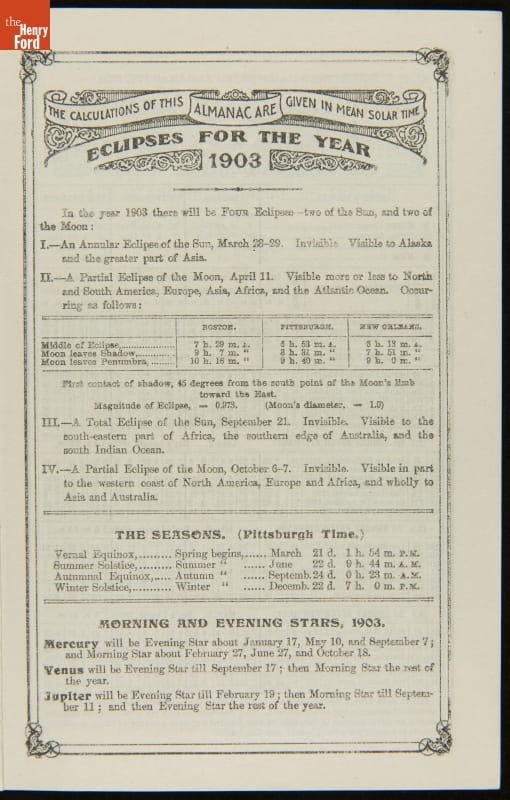 the
Henry
Ford
THE CALCULATIONS OF THIS ALMANAC ARE GIVEN IN MEAN SOLAR TIME
ECLIPSES FOR THE YEAR
1903
In the year 1903 there will be FOUR Eclipses—two of the Sun, and two of
the Moon:
I.—An Annular Eclipse of the Sun, March 28-29. Invisible Visible to Alaska
and the greater part of Asia.
II.—A Partial Eclipse of the Moon, April 11. Visible more or less to North
and South America, Europe, Asia, Africa, and the Atlantic Ocean. Occur-
ring as follows:
BOSTON. PITTSBURGH. NEW ORLEANS.
Middle of Eclipse,............ 7 h. 29 m. A. 6 h. 53 m. A. 6 h. 13 m. A.
Moon leaves Shadow,............ 9 h. 7 m. " 8 h. 31 m. " 7 h. 51 m. "
Moon leaves Penumbra,....... 10 h. 16 m. " 9 h. 40 m. " 9 h. 0 m. "
First contact of shadow, 45 degrees from the south point of the Moon's limb
toward the East.
Magnitude of Eclipse, = 0.973. (Moon's diameter, = 1.0)
III.—A Total Eclipse of the Sun, September 21. Invisible. Visible to the
south-eastern part of Africa, the southern edge of Australia, and the
south Indian Ocean.
IV.—A Partial Eclipse of the Moon, October 6-7. Invisible. Visible in part
to the western coast of North America, Europe and Africa, and wholly to
Asia and Australia.
THE SEASONS. (Pittsburgh Time.)
Vernal Equinox,......... Spring begins,...... March 21 d. 1 h. 54 m. P.M.
Summer Solstice,......... Summer " ...... June 22 d. 9 h. 44 m. A.M.
Autumnal Equinox,..... Autumn " ...... Septemb. 24 d. 0 h. 23 m. A.M.
Winter Solstice,........... Winter " ...... Decemb. 22 d. 7 h. 0 m. P.M.
MORNING AND EVENING STARS, 1903.
Mercury will be Evening Star about January 17, May 10, and September 7;
and Morning Star about February 27, June 27, and October 18.
Venus will be Evening Star till September 17; then Morning Star the rest of
the year.
Jupiter will be Evening Star till February 19; then Morning Star till Septem-
ber 11; and then Evening Star the rest of the year.